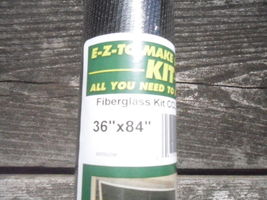 E-Z-TO-MAKE
KIT
ALL YOU NEED TO
Fiberglass Kit
36"x84"